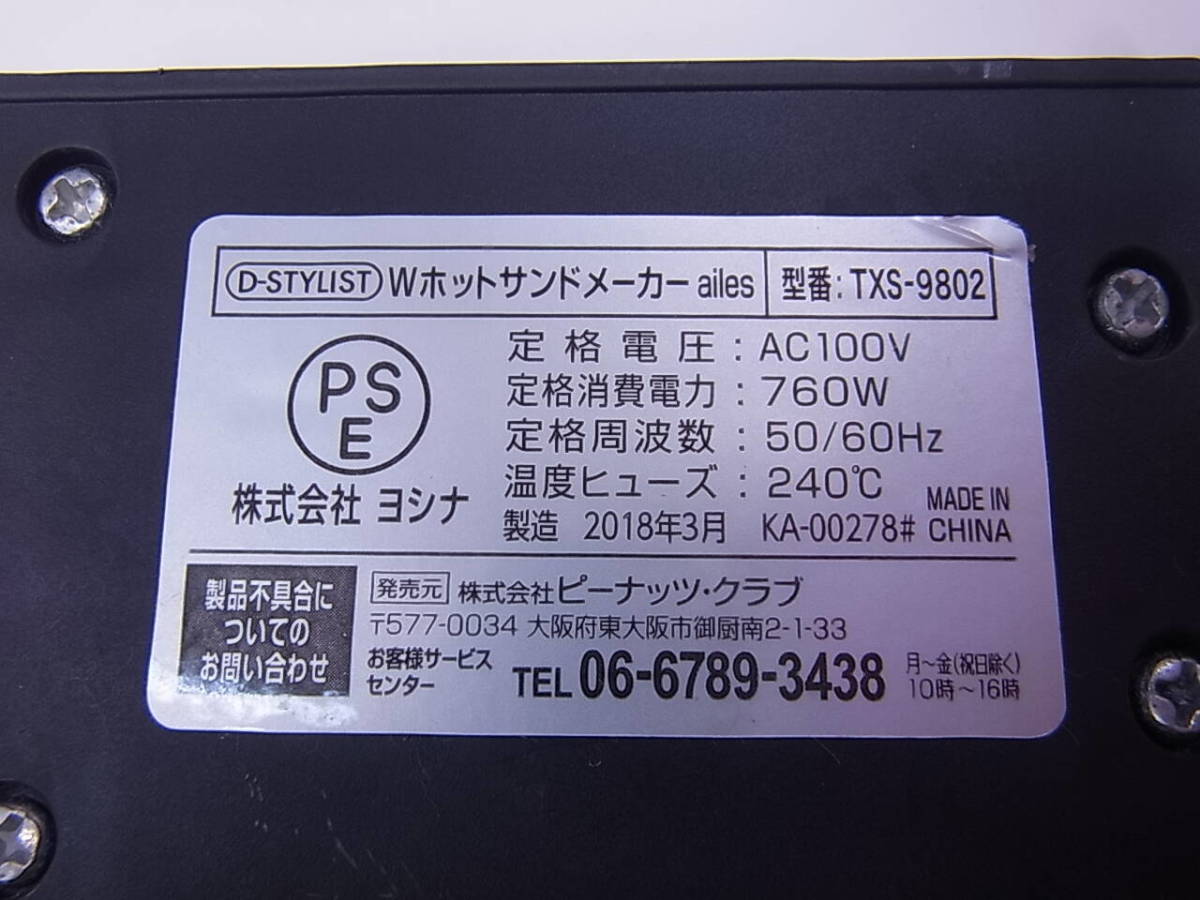 D-STYLIST Wホットサンドメーカー ailes 型番：TXS-9802
PS
E
株式会社 ヨシナ
定格電圧：AC100V
定格消費電力：760W
定格周波数：50/60Hz
温度ヒューズ：240℃
製造 2018年3月 KA-00278#
MADE IN
CHINA
製品不具合に
ついての
お問い合わせ
発売元 株式会社ピーナッツ・クラブ
〒577-0034 大阪府東大阪市御厨南2-1-33
お客様サービス
センター
TEL 06-6789-3438
月～金(祝日除く)
10時～16時